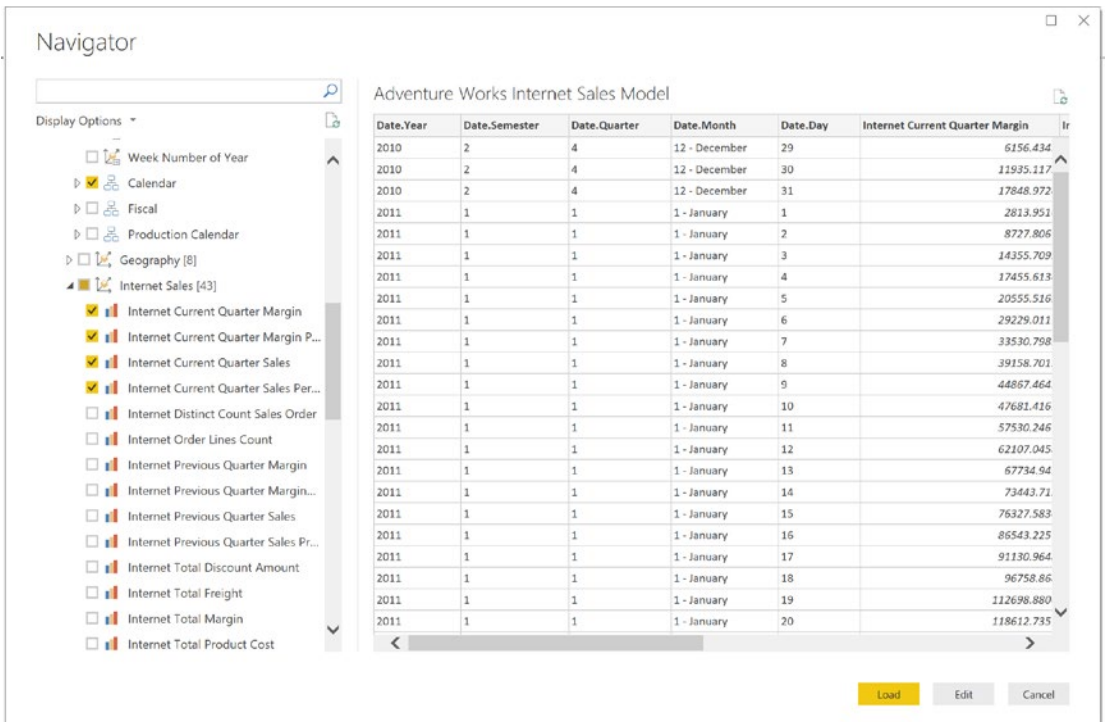 Navigator
Display Options
Week Number of Year
Calendar
Fiscal
Production Calendar
Geography [8]
Internet Sales [43]
Internet Current Quarter Margin
Internet Current Quarter Margin P...
Internet Current Quarter Sales
Internet Current Quarter Sales Per...
Internet Distinct Count Sales Order
Internet Order Lines Count
Internet Previous Quarter Margin
Internet Previous Quarter Margin...
Internet Previous Quarter Sales
Internet Previous Quarter Sales Pr...
Internet Total Discount Amount
Internet Total Freight
Internet Total Margin
Internet Total Product Cost
Adventure Works Internet Sales Model
Date.Year Date.Semester Date.Quarter Date.Month Date.Day Internet Current Quarter Margin
2010 2 4 12 - December 29 6156.434
2010 2 4 12 - December 30 11935.117
2010 2 4 12 - December 31 17848.972
2011 1 1 1 - January 1 2813.951
2011 1 1 1 - January 2 8727.806
2011 1 1 1 - January 3 14355.709
2011 1 1 1 - January 4 17455.613
2011 1 1 1 - January 5 20555.516
2011 1 1 1 - January 6 29229.011
2011 1 1 1 - January 7 33530.798
2011 1 1 1 - January 8 39158.701
2011 1 1 1 - January 9 44867.464
2011 1 1 1 - January 10 47681.416
2011 1 1 1 - January 11 57530.246
2011 1 1 1 - January 12 62107.045
2011 1 1 1 - January 13 67734.94
2011 1 1 1 - January 14 73443.71
2011 1 1 1 - January 15 76327.583
2011 1 1 1 - January 16 86543.225
2011 1 1 1 - January 17 91130.964
2011 1 1 1 - January 18 96758.86
2011 1 1 1 - January 19 112698.880
2011 1 1 1 - January 20 118612.735
Load Edit Cancel